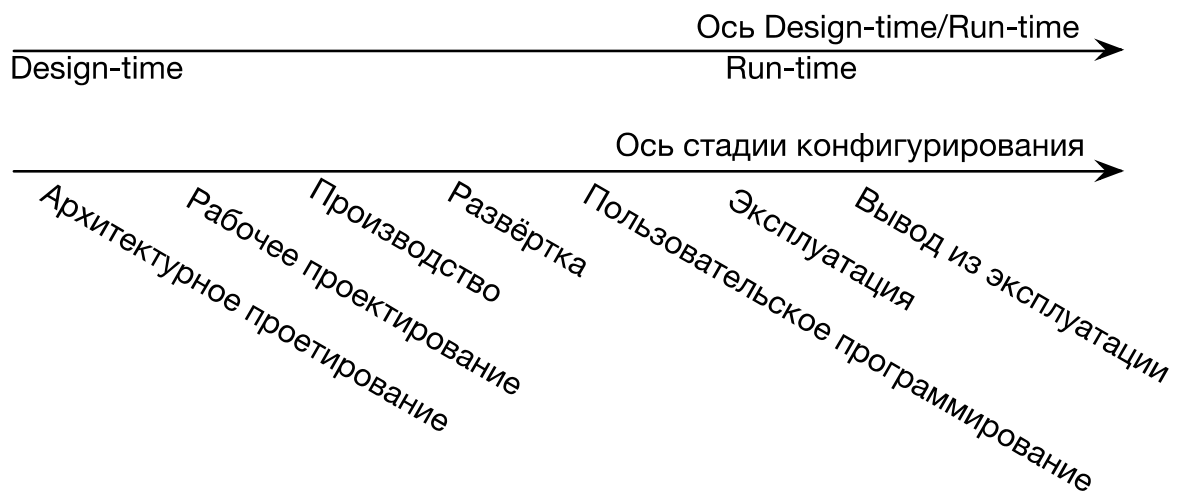 Ось Design-time/Run-time
Design-time
Run-time
Ось стадии конфигурирования
Архитектурное проетирование
Рабочее проектирование
Производство
Развёртка
Пользовательское программирование
Эксплуатация
Вывод из эксплуатации